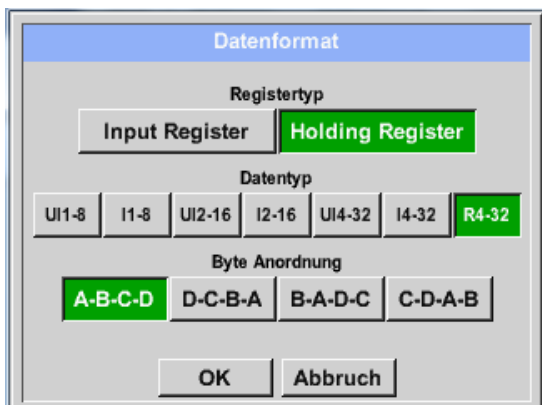 Datenformat
Registertyp
Input Register Holding Register
Datentyp
UI1-8 I1-8 UI2-16 I2-16 UI4-32 I4-32 R4-32
Byte Anordnung
A-B-C-D D-C-B-A B-A-D-C C-D-A-B
OK Abbruch